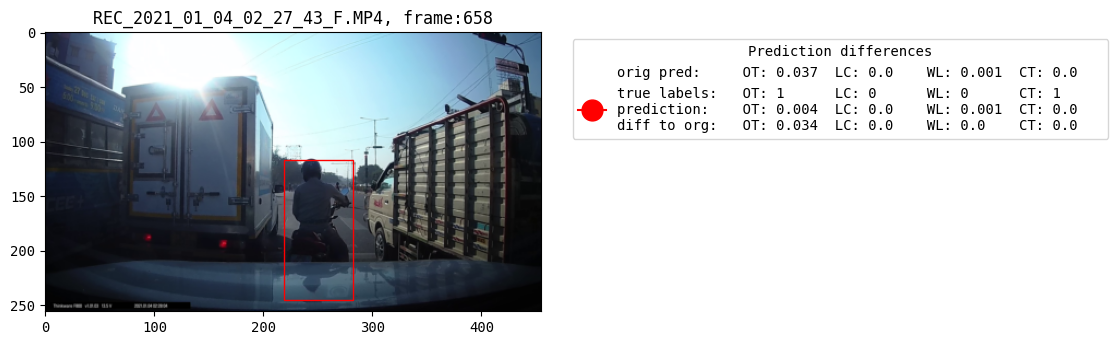 REC_2021_01_04_02_27_43_F.MP4, frame:658
0
50
100
150
200
250
0 100 200 300 400
Prediction differences
orig pred: OT: 0.037 LC: 0.0 WL: 0.001 CT: 0.0
true labels: OT: 1 LC: 0 WL: 0 CT: 1
prediction: OT: 0.004 LC: 0.0 WL: 0.001 CT: 0.0
diff to org: OT: 0.034 LC: 0.0 WL: 0.0 CT: 0.0